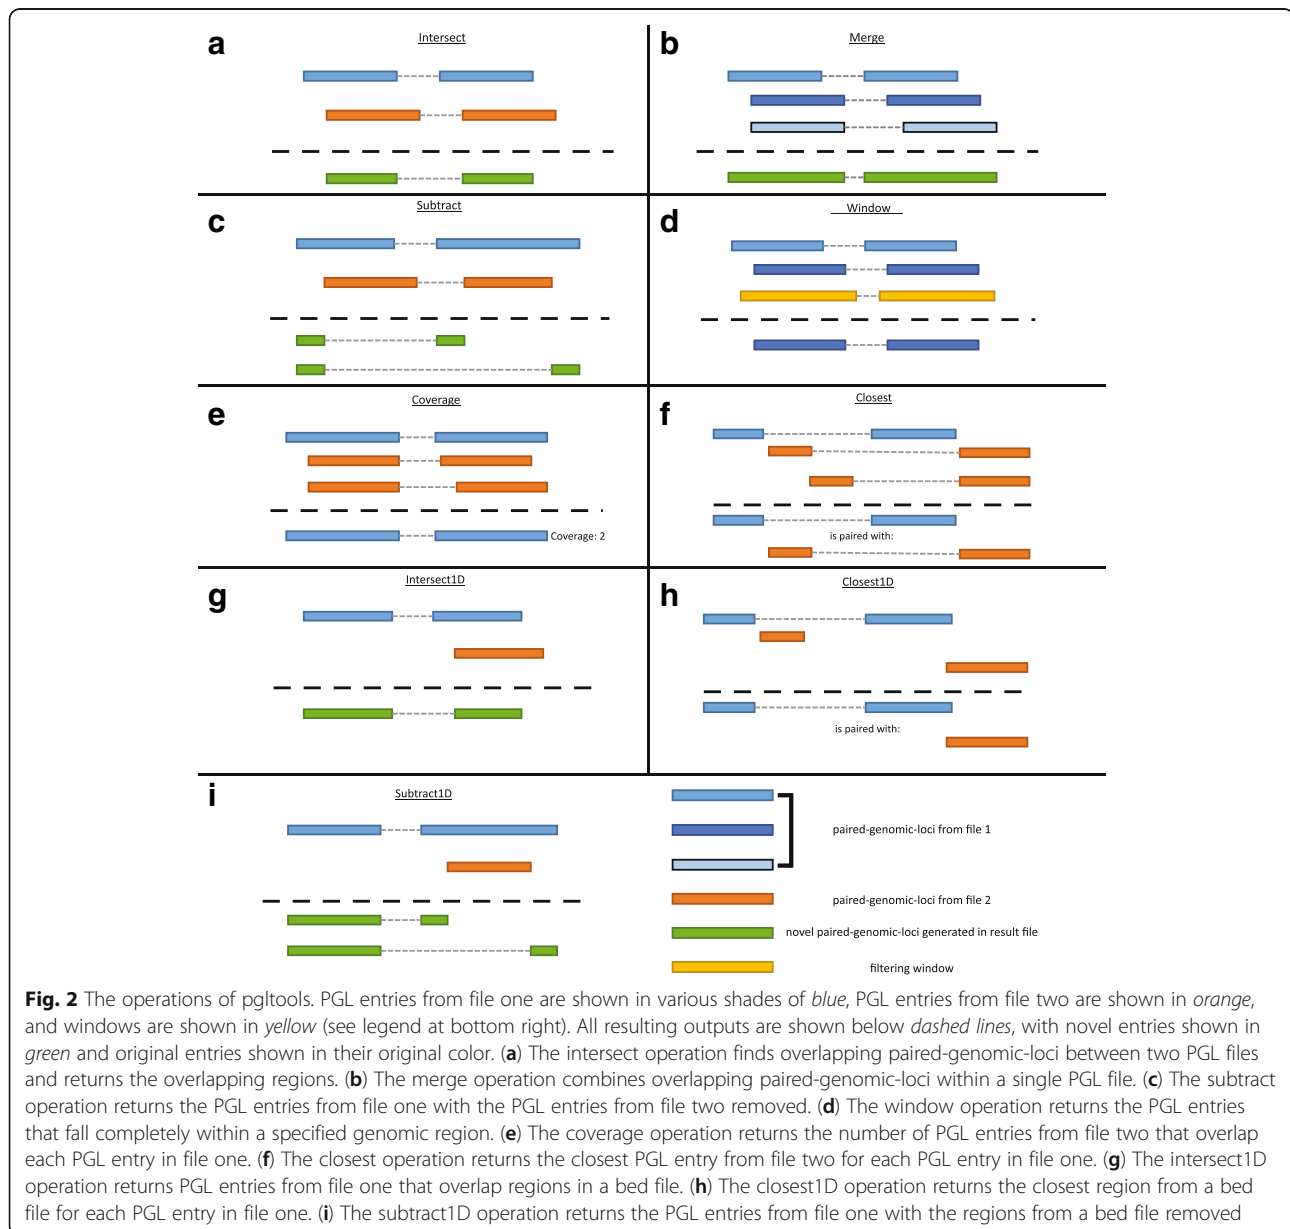 a
Intersect
b
Merge
c
Subtract
d
Window
e
Coverage
Coverage: 2
f
Closest
is paired with:
g
Intersect1D
h
Closest1D
is paired with:
i
Subtract1D
paired-genomic-loci from file 1
paired-genomic-loci from file 2
novel paired-genomic-loci generated in result file
filtering window
Fig. 2 The operations of pgltools. PGL entries from file one are shown in various shades of blue, PGL entries from file two are shown in orange,
and windows are shown in yellow (see legend at bottom right). All resulting outputs are shown below dashed lines, with novel entries shown in
green and original entries shown in their original color. (a) The intersect operation finds overlapping paired-genomic-loci between two PGL files
and returns the overlapping regions. (b) The merge operation combines overlapping paired-genomic-loci within a single PGL file. (c) The subtract
operation returns the PGL entries from file one with the PGL entries from file two removed. (d) The window operation returns the PGL entries
that fall completely within a specified genomic region. (e) The coverage operation returns the number of PGL entries from file two that overlap
each PGL entry in file one. (f) The closest operation returns the closest PGL entry from file two for each PGL entry in file one. (g) The intersect1D
operation returns PGL entries from file one that overlap regions in a bed file. (h) The closest1D operation returns the closest region from a bed
file for each PGL entry in file one. (i) The subtract1D operation returns the PGL entries from file one with the regions from a bed file removed